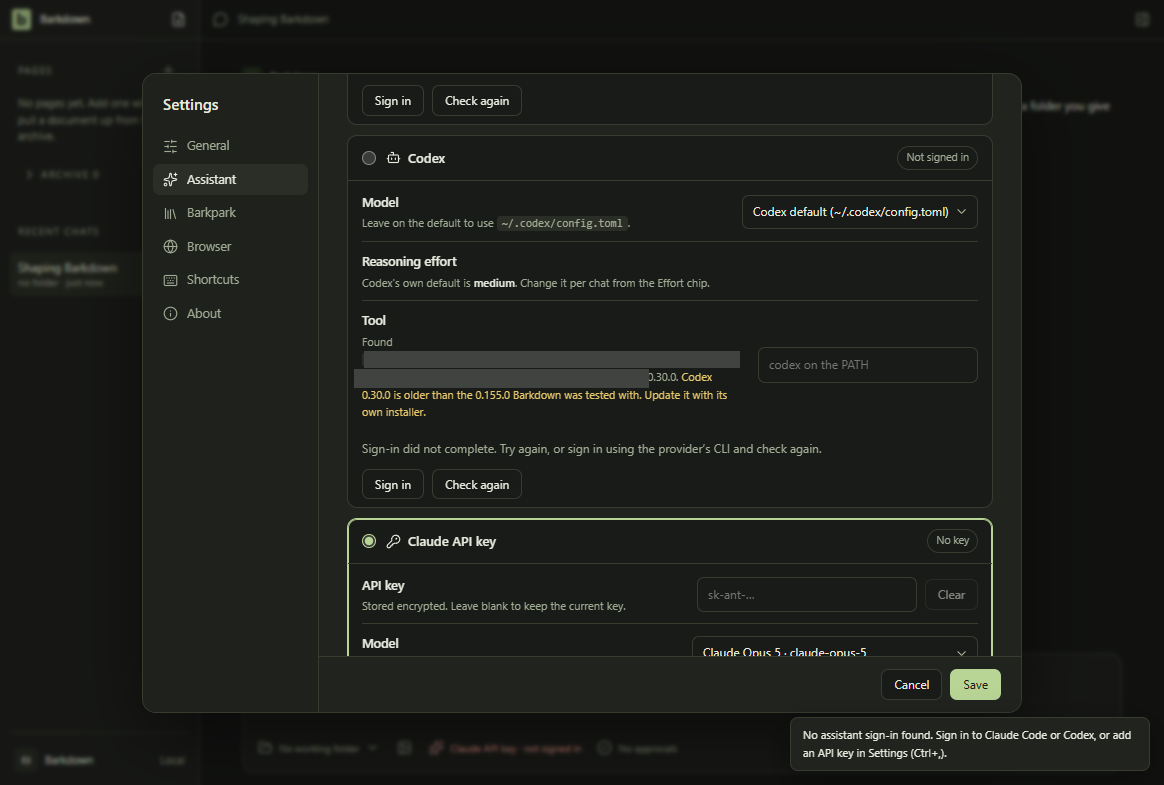 Barkdown
Shaping Barkdown
PAGES
No pages yet. Add one
put a document up from
archive.
ARCHIVE 0
RECENT CHATS
Shaping Barkdown
no folder · just now
a folder you give
Settings
General
Assistant
Barkpark
Browser
Shortcuts
About
Sign in
Check again
Codex
Not signed in
Model
Leave on the default to use ~/.codex/config.toml.
Codex default (~/.codex/config.toml)
Reasoning effort
Codex's own default is medium. Change it per chat from the Effort chip.
Tool
Found
codex on the PATH
0.30.0. Codex
0.30.0 is older than the 0.155.0 Barkdown was tested with. Update it with its
own installer.
Sign-in did not complete. Try again, or sign in using the provider's CLI and check again.
Sign in
Check again
Claude API key
No key
API key
Stored encrypted. Leave blank to keep the current key.
sk-ant-...
Clear
Model
Claude Opus 5 · claude-opus-5
Cancel
Save
No working folder
Claude API key · not signed in
No approvals
Barkdown
Local
No assistant sign-in found. Sign in to Claude Code or Codex, or add
an API key in Settings (Ctrl+,).